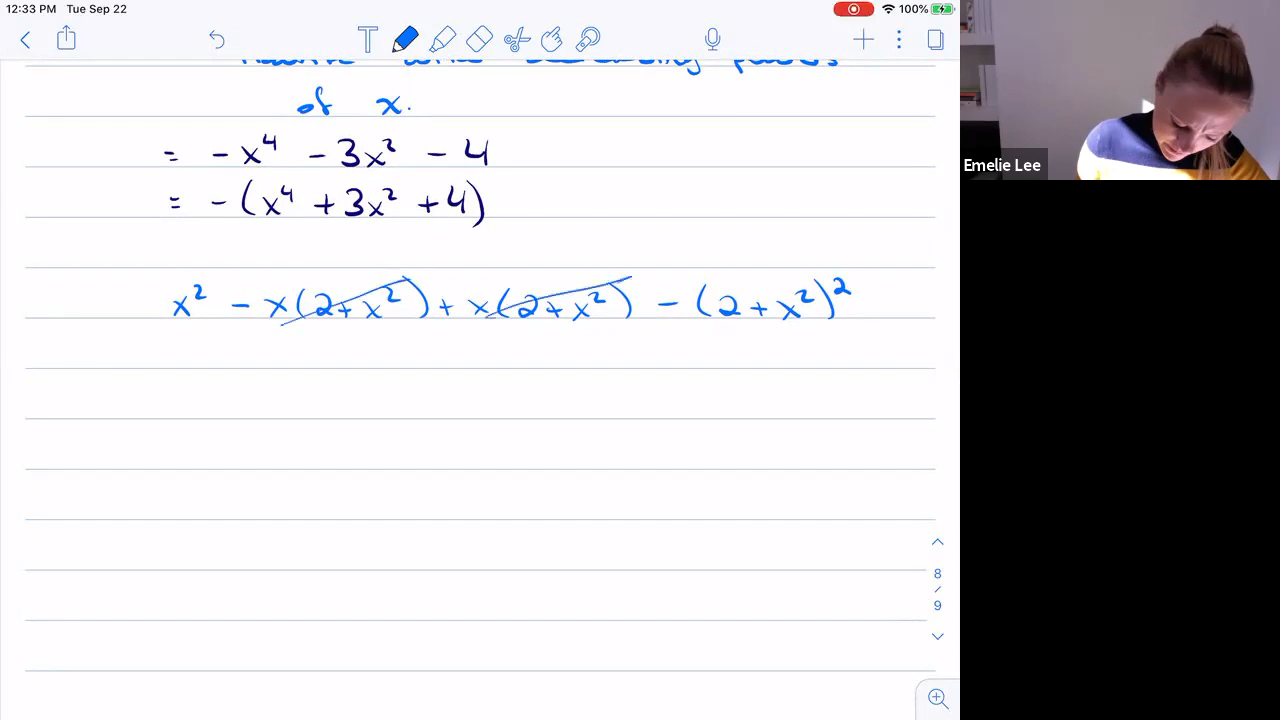 12:33 PM Tue Sep 22 100%
T
powers
of x.
= -x⁴ - 3x² - 4
= -(x⁴ + 3x² + 4)
x² - x(2+x²) + x(2+x²) - (2+x²)²
8
/
9
Emelie Lee